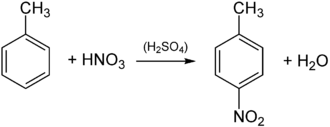 CH₃ CH₃
+ HNO₃ (H₂SO₄) + H₂O
NO₂